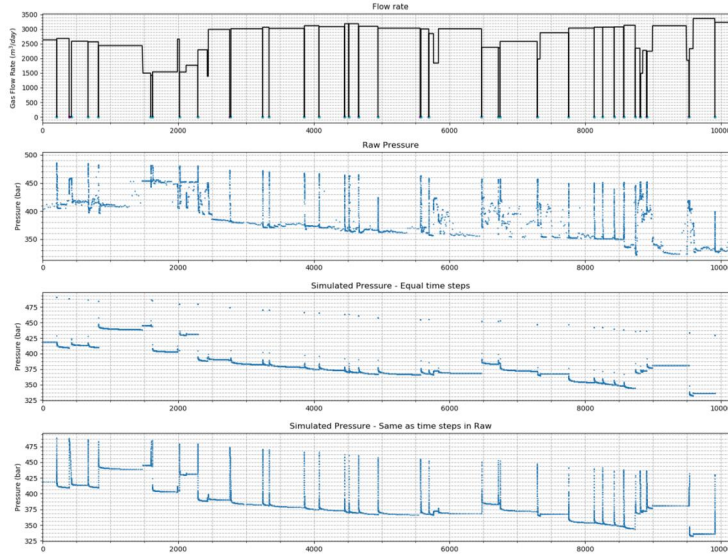 Flow rate
Gas Flow Rate (m³/day)
3500
3000
2500
2000
1500
1000
500
0
0 2000 4000 6000 8000 10000
Raw Pressure
Pressure (bar)
500
450
400
350
0 2000 4000 6000 8000 10000
Simulated Pressure - Equal time steps
Pressure (bar)
475
450
425
400
375
350
325
0 2000 4000 6000 8000 10000
Simulated Pressure - Same as time steps in Raw
Pressure (bar)
475
450
425
400
375
350
325
0 2000 4000 6000 8000 10000